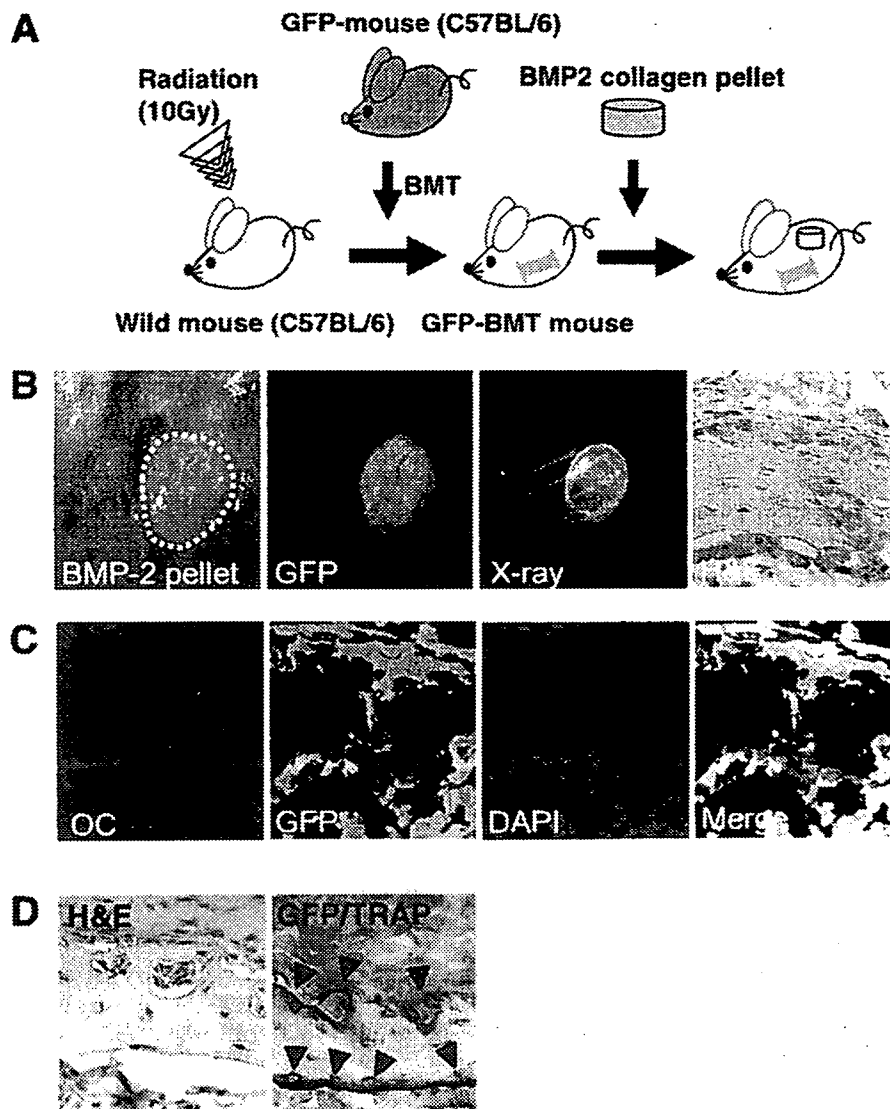 A
GFP-mouse (C57BL/6)
Radiation
(10Gy)
BMP2 collagen pellet
BMT
Wild mouse (C57BL/6)
GFP-BMT mouse
B
BMP-2 pellet
GFP
X-ray
C
OC
GFP
DAPI
Merge
D
H&E
GFP/TRAP